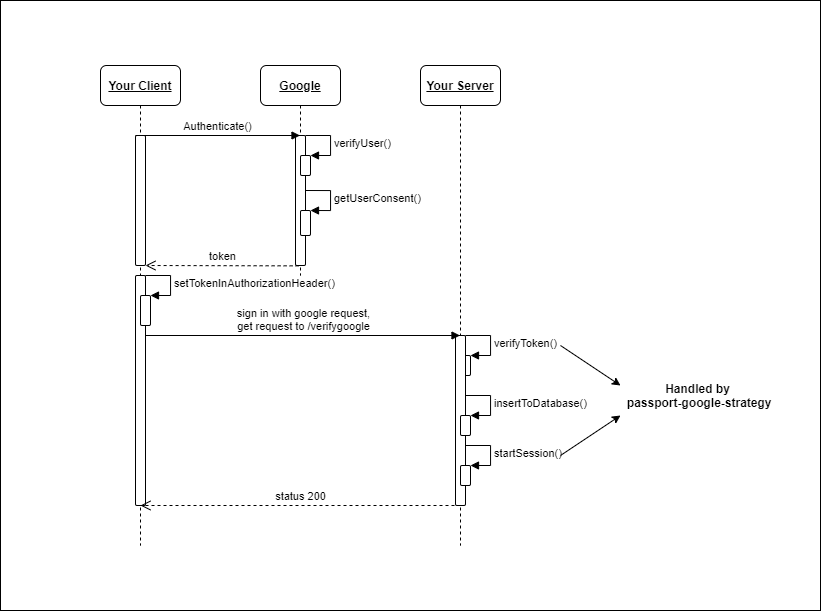 Your Client
Google
Your Server
Authenticate()
verifyUser()
getUserConsent()
token
setTokenInAuthorizationHeader()
sign in with google request,
get request to /verifygoogle
verifyToken()
Handled by
passport-google-strategy
insertToDatabase()
startSession()
status 200